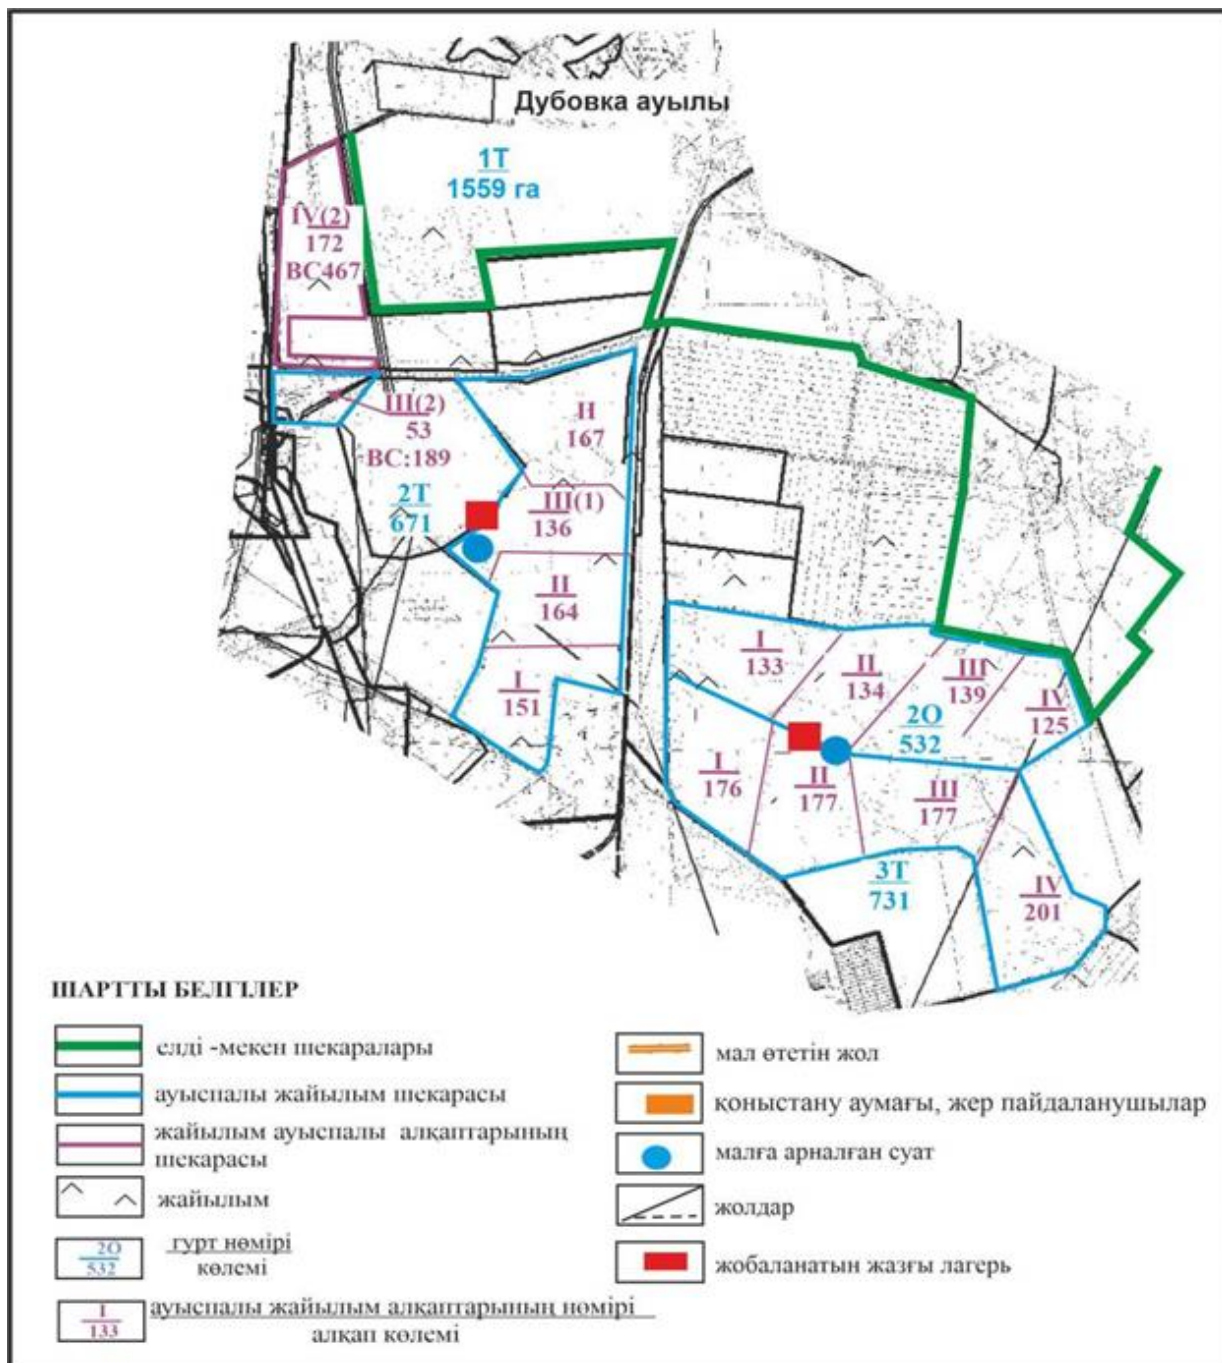 Дубовка ауылы
1Т
1559 га
IV(2)
172
ВС467
III(2)
53
ВС:189
2Т
671
II
167
III(1)
136
II
164
I
151
I
133
II
134
III
139
2О
532
IV
125
I
176
II
177
III
177
3Т
731
IV
201
ШАРТТЫ БЕЛГІЛЕР
елді -мекен шекаралары
ауыспалы жайылым шекарасы
жайылым ауыспалы алқаптарының
шекарасы
жайылым
2О
532
гурт нөмірі
көлемі
I
133
ауыспалы жайылым алқаптарының нөмірі
алқап көлемі
мал өтетін жол
қоныстану аумағы, жер пайдаланушылар
малға арналған суат
жолдар
жобаланатын жазғы лагерь